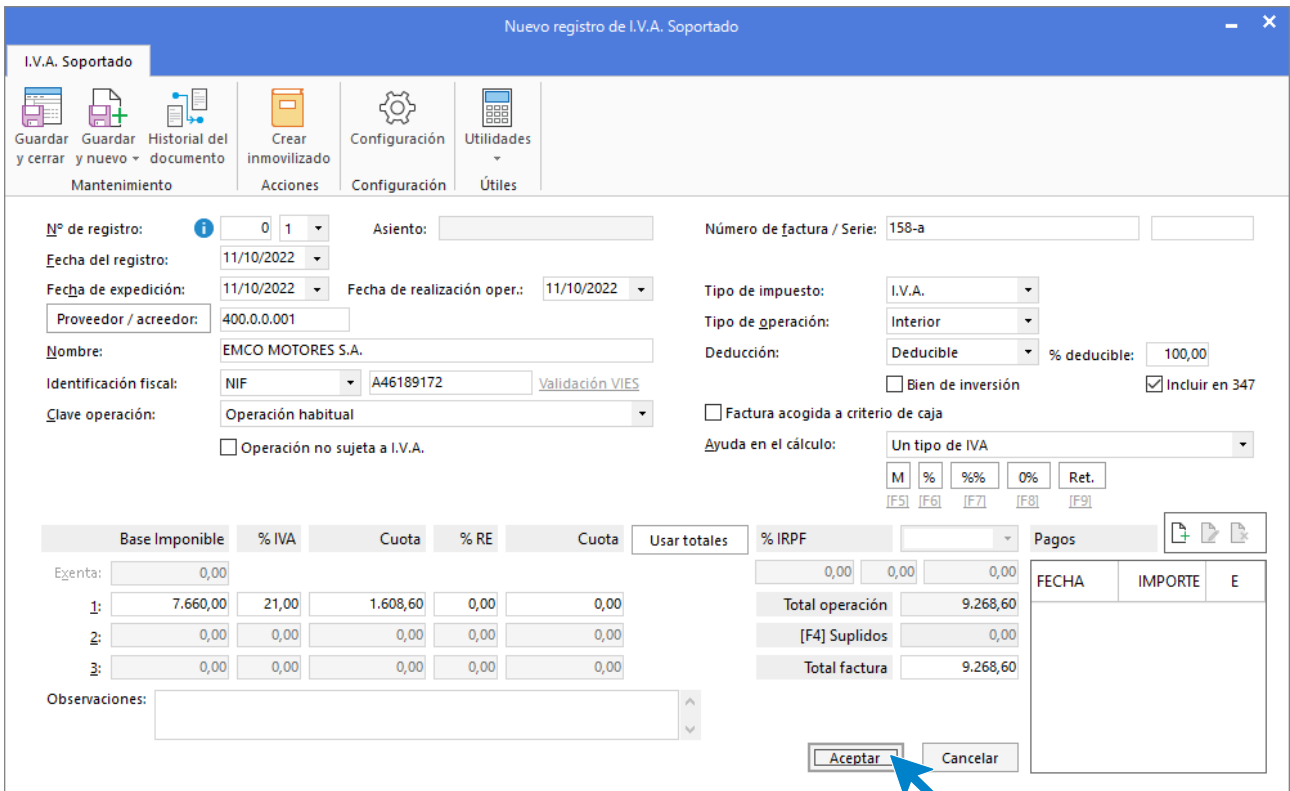 Nuevo registro de I.V.A. Soportado
I.V.A. Soportado
Guardar y cerrar
Guardar y nuevo
Historial del documento
Crear inmovilizado
Configuración
Utilidades
Mantenimiento Acciones Configuración Útiles
Nº de registro: i 0 1 Asiento: Número de factura / Serie: 158-a
Fecha del registro: 11/10/2022
Fecha de expedición: 11/10/2022 Fecha de realización oper.: 11/10/2022 Tipo de impuesto: I.V.A.
Proveedor / acreedor: 400.0.0.001 Tipo de operación: Interior
Nombre: EMCO MOTORES S.A. Deducción: Deducible % deducible: 100,00
Identificación fiscal: NIF A46189172 Validación VIES Bien de inversión Incluir en 347
Clave operación: Operación habitual Factura acogida a criterio de caja
Operación no sujeta a I.V.A. Ayuda en el cálculo: Un tipo de IVA
M % %% 0% Ret.
[F5] [F6] [F7] [F8] [F9]
Base Imponible % IVA Cuota % RE Cuota Usar totales % IRPF Pagos
Exenta: 0,00 0,00 0,00 0,00 FECHA IMPORTE E
1: 7.660,00 21,00 1.608,60 0,00 0,00 Total operación 9.268,60
2: 0,00 0,00 0,00 0,00 0,00 [F4] Suplidos 0,00
3: 0,00 0,00 0,00 0,00 0,00 Total factura 9.268,60
Observaciones:
Aceptar Cancelar